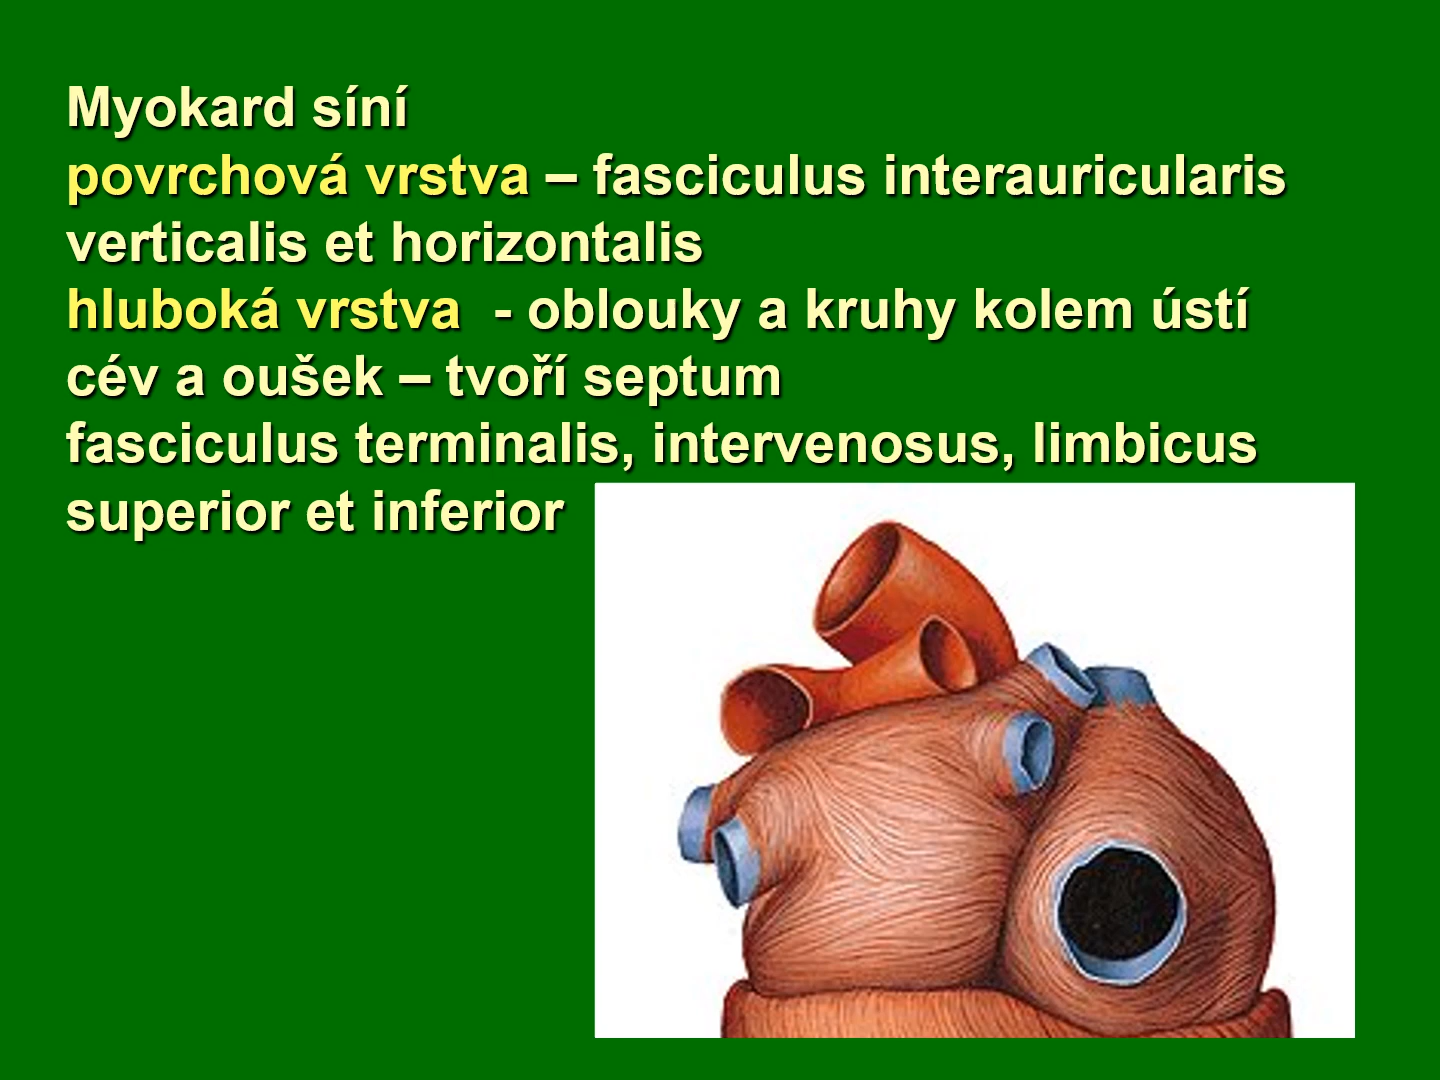 Myokard síní
povrchová vrstva – fasciculus interauricularis
verticalis et horizontalis
hluboká vrstva  - oblouky a kruhy kolem ústí
cév a oušek – tvoří septum
fasciculus terminalis, intervenosus, limbicus
superior et inferior